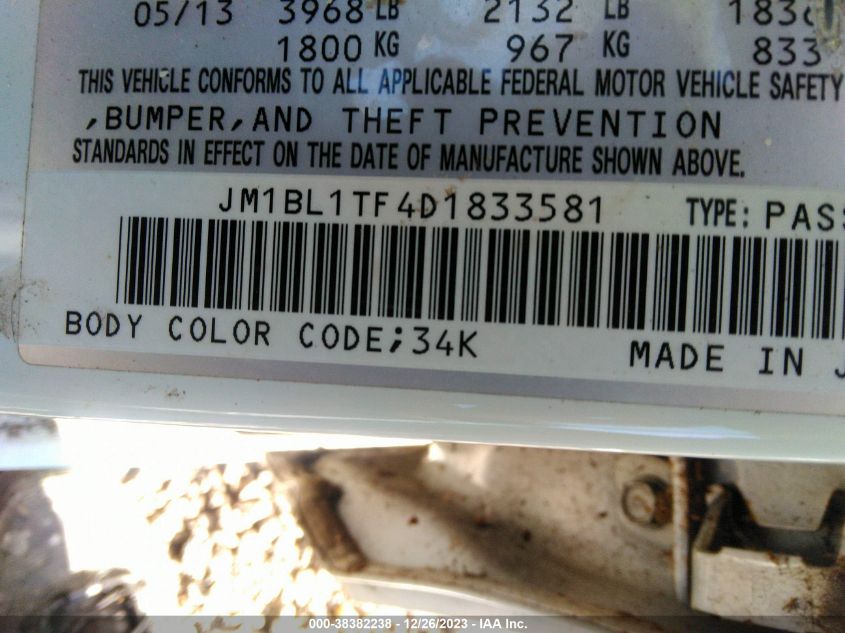 05/13 3968 LB 2132 LB
1800 KG 967 KG 833
THIS VEHICLE CONFORMS TO ALL APPLICABLE FEDERAL MOTOR VEHICLE SAFETY
,BUMPER,AND THEFT PREVENTION
STANDARDS IN EFFECT ON THE DATE OF MANUFACTURE SHOWN ABOVE.
JM1BL1TF4D1833581 TYPE: PASS
BODY COLOR CODE;34K
MADE IN
000-38382238 - 12/26/2023 - IAA Inc.